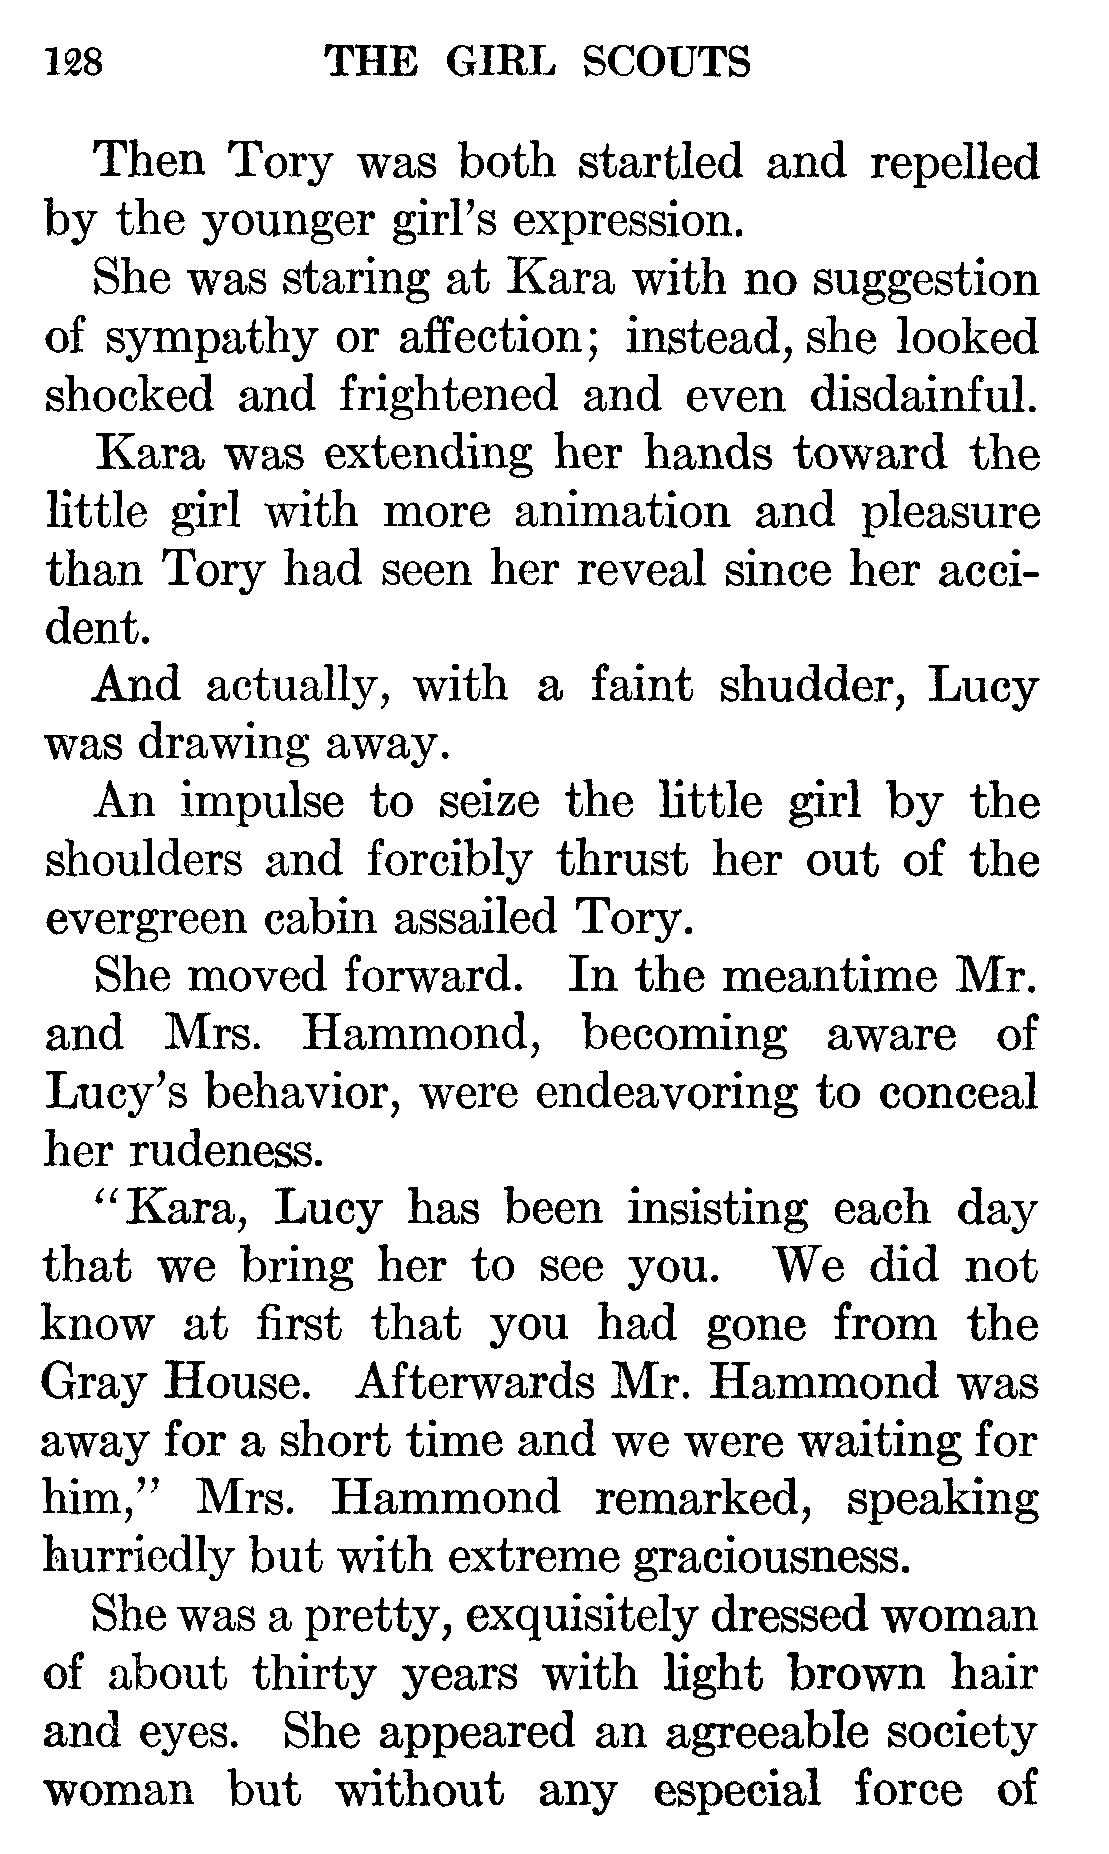 128 THE GIRL SCOUTS
Then Tory was both startled and repelled
by the younger girl's expression.
She was staring at Kara with no suggestion
of sympathy or affection; instead, she looked
shocked and frightened and even disdainful.
Kara was extending her hands toward the
little girl with more animation and pleasure
than Tory had seen her reveal since her acci-
dent.
And actually, with a faint shudder, Lucy
was drawing away.
An impulse to seize the little girl by the
shoulders and forcibly thrust her out of the
evergreen cabin assailed Tory.
She moved forward. In the meantime Mr.
and Mrs. Hammond, becoming aware of
Lucy's behavior, were endeavoring to conceal
her rudeness.
"Kara, Lucy has been insisting each day
that we bring her to see you. We did not
know at first that you had gone from the
Gray House. Afterwards Mr. Hammond was
away for a short time and we were waiting for
him," Mrs. Hammond remarked, speaking
hurriedly but with extreme graciousness.
She was a pretty, exquisitely dressed woman
of about thirty years with light brown hair
and eyes. She appeared an agreeable society
woman but without any especial force of